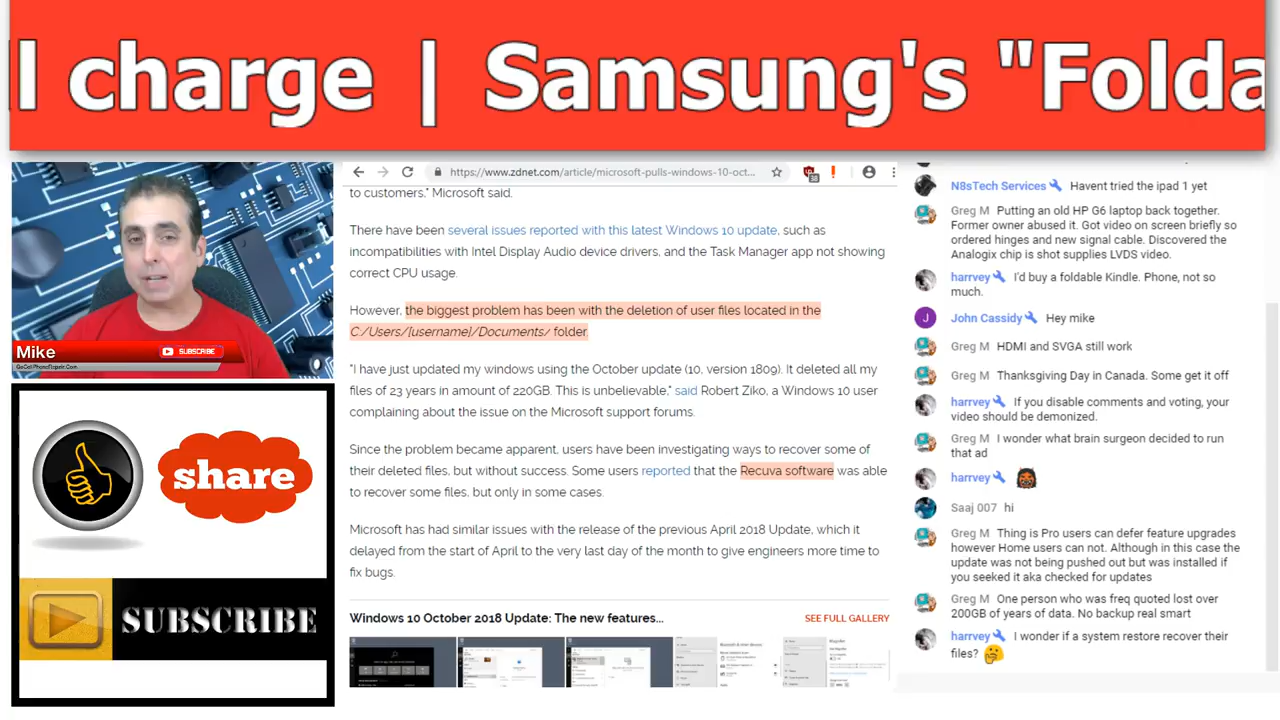 l charge | Samsung's "Folda
Mike
SUBSCRIBE
GoCellPhoneRepair.Com
share
SUBSCRIBE
https://www.zdnet.com/article/microsoft-pulls-windows-10-oct...
38
to customers." Microsoft said.
There have been several issues reported with this latest Windows 10 update, such as
incompatibilities with Intel Display Audio device drivers, and the Task Manager app not showing
correct CPU usage.
However, the biggest problem has been with the deletion of user files located in the
C:/Users/[username]/Documents/ folder.
"I have just updated my windows using the October update (10, version 1809). It deleted all my
files of 23 years in amount of 220GB. This is unbelievable," said Robert Ziko, a Windows 10 user
complaining about the issue on the Microsoft support forums.
Since the problem became apparent, users have been investigating ways to recover some of
their deleted files, but without success. Some users reported that the Recuva software was able
to recover some files, but only in some cases.
Microsoft has had similar issues with the release of the previous April 2018 Update, which it
delayed from the start of April to the very last day of the month to give engineers more time to
fix bugs.
Windows 10 October 2018 Update: The new features... SEE FULL GALLERY
N8sTech Services Havent tried the ipad 1 yet
Greg M Putting an old HP G6 laptop back together.
Former owner abused it. Got video on screen briefly so
ordered hinges and new signal cable. Discovered the
Analogix chip is shot supplies LVDS video.
harrvey I'd buy a foldable Kindle. Phone, not so
much.
J John Cassidy Hey mike
Greg M HDMI and SVGA still work
Greg M Thanksgiving Day in Canada. Some get it off
harrvey If you disable comments and voting, your
video should be demonized.
Greg M I wonder what brain surgeon decided to run
that ad
harrvey
Saaj 007 hi
Greg M Thing is Pro users can defer feature upgrades
however Home users can not. Although in this case the
update was not being pushed out but was installed if
you seeked it aka checked for updates
Greg M One person who was freq quoted lost over
200GB of years of data. No backup real smart
harrvey I wonder if a system restore recover their
files? 🤔